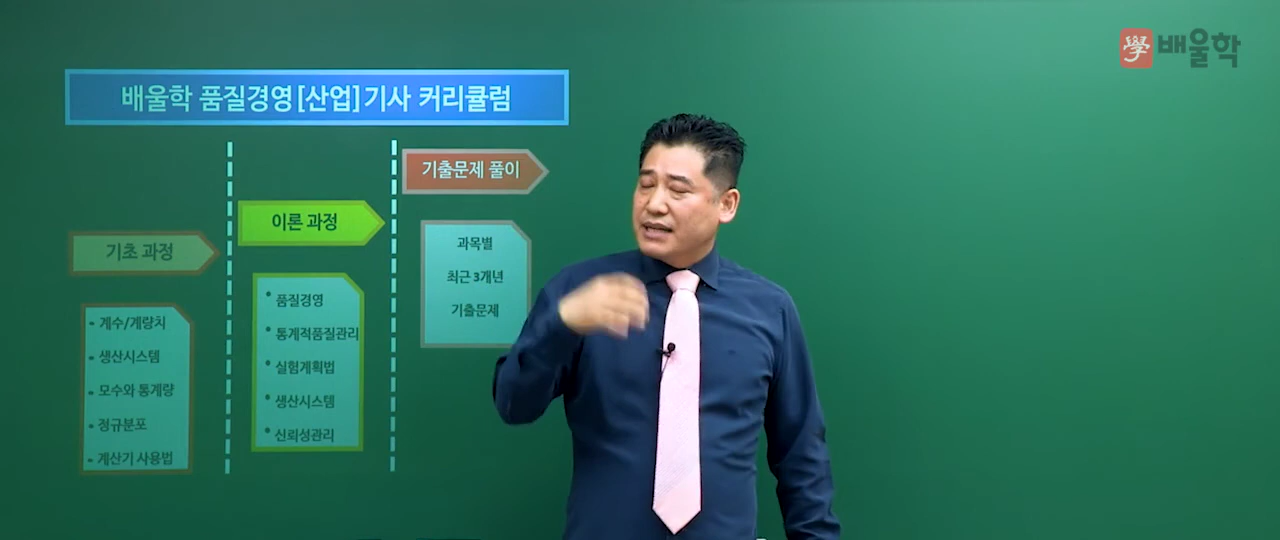 學 배울학
배울학 품질경영[산업]기사 커리큘럼
기초 과정
• 계수/계량치
• 생산시스템
• 모수와 통계량
• 정규분포
• 계산기 사용법
이론 과정
• 품질경영
• 통계적품질관리
• 실험계획법
• 생산시스템
• 신뢰성관리
기출문제 풀이
과목별
최근 3개년
기출문제